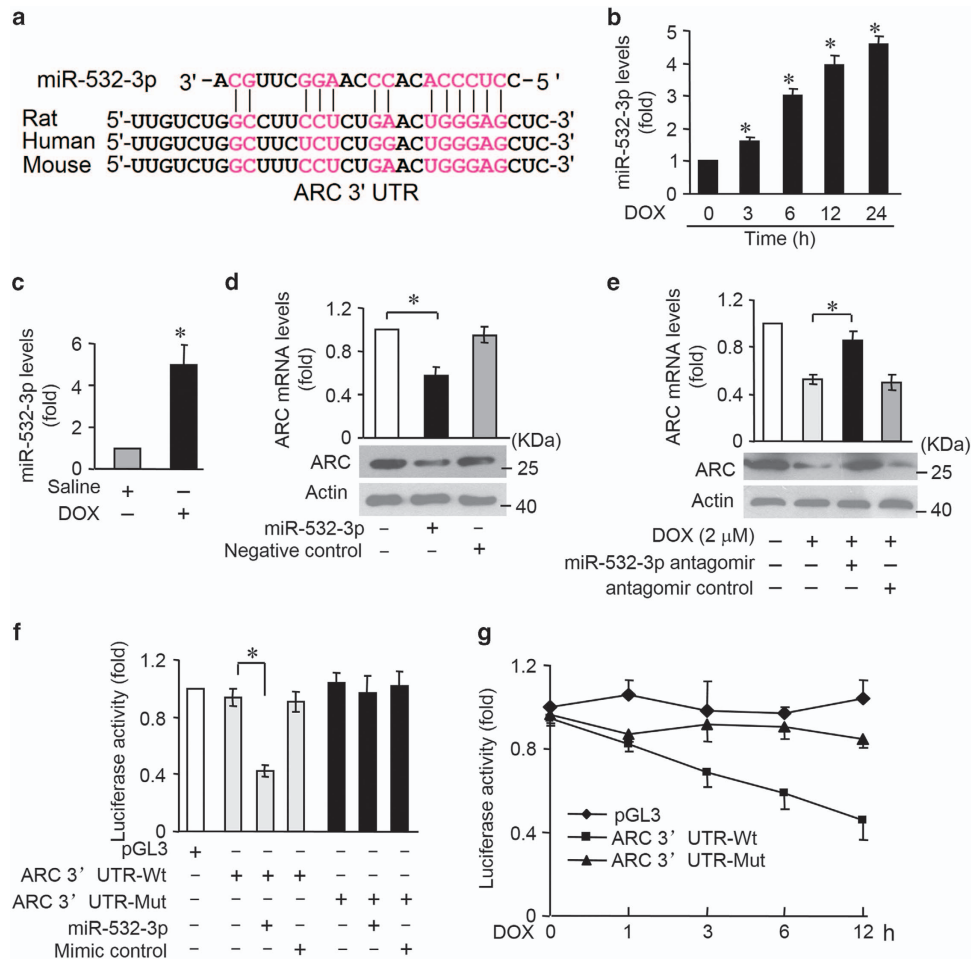 a
miR-532-3p 3'-ACGUUCGGAACCCACACCCUCC-5'
Rat 5'-UUGUCUGGCCUUCCUCUGAACUGGGAGCUC-3'
Human 5'-UUGUCUGGCUUCUCUCUGGACUGGGAGCUC-3'
Mouse 5'-UUGUCUGGCUUUCCUCUGAACUGGGAGCUC-3'
ARC 3' UTR
b
miR-532-3p levels
(fold)
5
4
3
2
1
0
* * * *
DOX 0 3 6 12 24
Time (h)
c
miR-532-3p levels
(fold)
6
4
2
0
*
Saline + –
DOX – +
d
ARC mRNA levels
(fold)
1.2
0.8
0.4
0
*
(KDa)
ARC 25
Actin 40
miR-532-3p – + –
Negative control – – +
e
ARC mRNA levels
(fold)
1.2
0.8
0.4
0
*
(KDa)
ARC 25
Actin 40
DOX (2 μM) – + + +
miR-532-3p antagomir – – + –
antagomir control – – – +
f
Luciferase activity (fold)
1.2
0.8
0.4
0
*
pGL3 + – – – – – –
ARC 3' UTR-Wt – + + + – – –
ARC 3' UTR-Mut – – – – + + +
miR-532-3p – – + – – + –
Mimic control – – – + – – +
g
Luciferase activity (fold)
1.2
0.8
0.4
0
pGL3
ARC 3' UTR-Wt
ARC 3' UTR-Mut
DOX 0 1 3 6 12 h